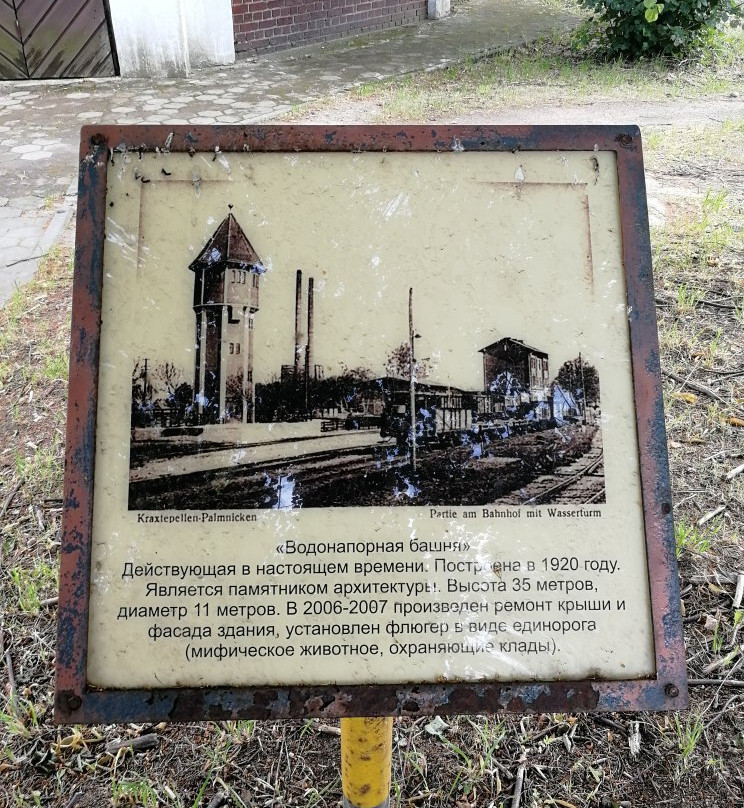 Kraxtepellen-Palmnicken
Partie am Bahnhof mit Wasserturm
«Водонапорная башня»
Действующая в настоящем времени. Построена в 1920 году.
Является памятником архитектуры. Высота 35 метров,
диаметр 11 метров. В 2006-2007 произведен ремонт крыши и
фасада здания, установлен флюгер в виде единорога
(мифическое животное, охраняющие клады).